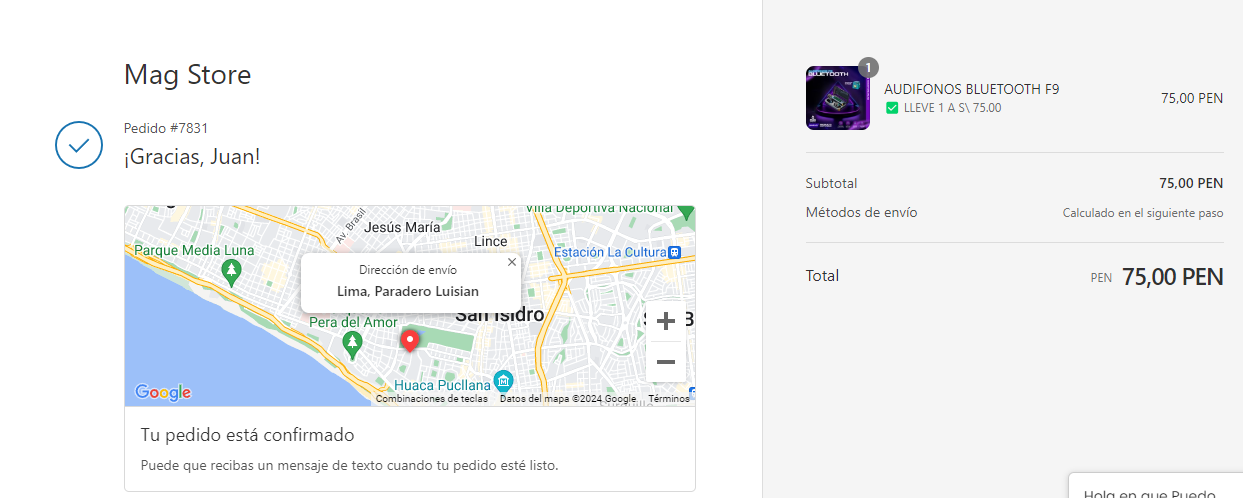 Mag Store
Pedido #7831
¡Gracias, Juan!
Villa Deportiva Nacional
Av. Brasil
Jesús María
Lince
Parque Media Luna
Estación La Cultura
Dirección de envío
Lima, Paradero Luisian
San Isidro
Pera del Amor
Huaca Pucllana
Google
Combinaciones de teclas
Datos del mapa ©2024 Google
Términos
Tu pedido está confirmado
Puede que recibas un mensaje de texto cuando tu pedido esté listo.
BLUETOOTH
1
AUDIFONOS BLUETOOTH F9
LLEVE 1 A S\ 75.00
75,00 PEN
Subtotal 75,00 PEN
Métodos de envío Calculado en el siguiente paso
Total PEN 75,00 PEN
Hola en que Puedo